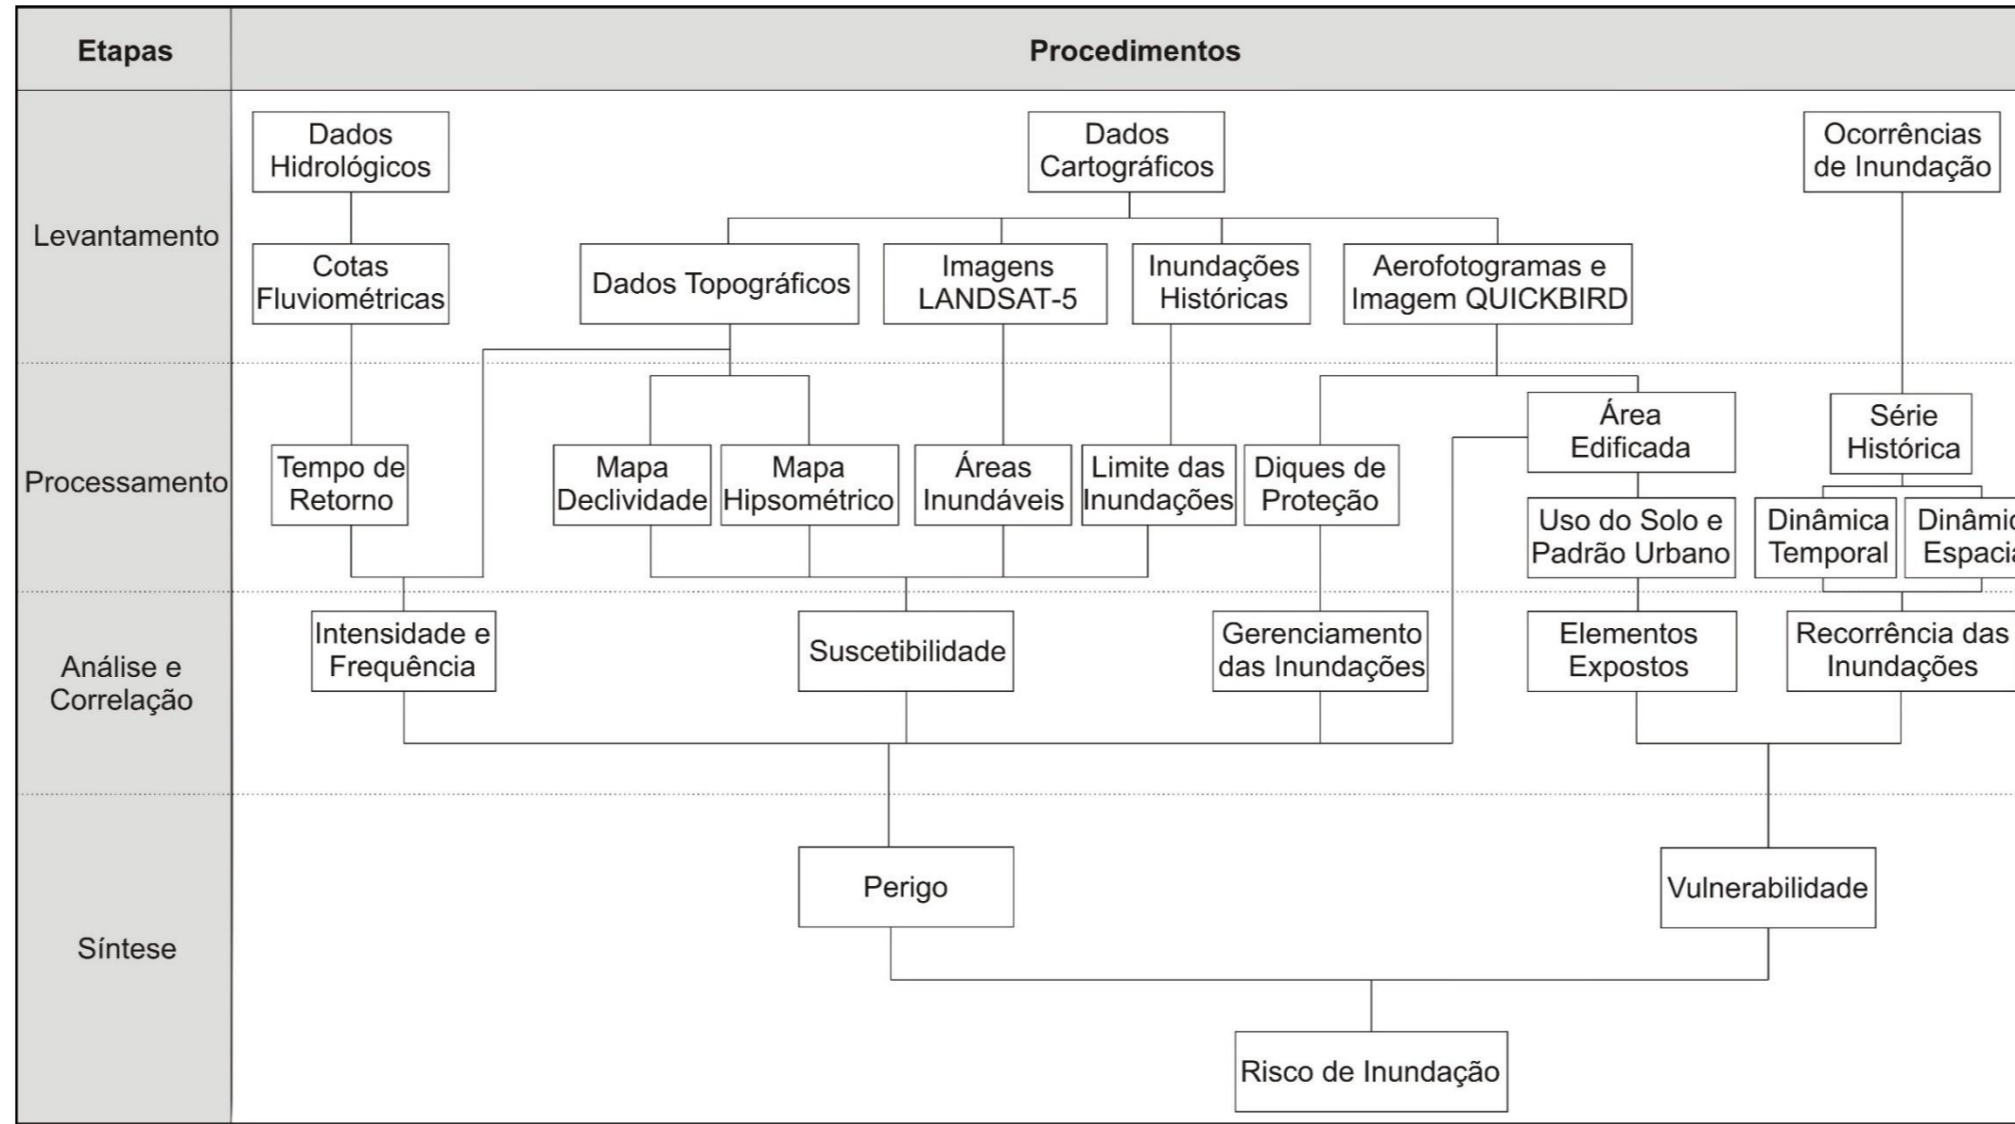 Etapas
Procedimentos
Levantamento
Dados
Hidrológicos
Dados
Cartográficos
Ocorrências
de Inundação
Cotas
Fluviométricas
Dados Topográficos
Imagens
LANDSAT-5
Inundações
Históricas
Aerofotogramas e
Imagem QUICKBIRD
Processamento
Tempo de
Retorno
Mapa
Declividade
Mapa
Hipsométrico
Áreas
Inundáveis
Limite das
Inundações
Diques de
Proteção
Área
Edificada
Série
Histórica
Uso do Solo e
Padrão Urbano
Dinâmica
Temporal
Análise e
Correlação
Intensidade e
Frequência
Suscetibilidade
Gerenciamento
das Inundações
Elementos
Expostos
Recorrência das
Inundações
Síntese
Perigo
Vulnerabilidade
Risco de Inundação